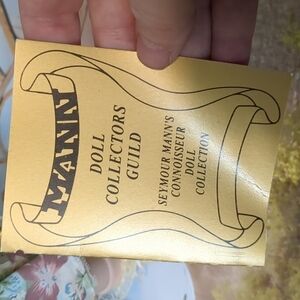 MANN
DOLL
COLLECTORS
GUILD
SEYMOUR MANN'S
CONNOISSEUR
DOLL
COLLECTION